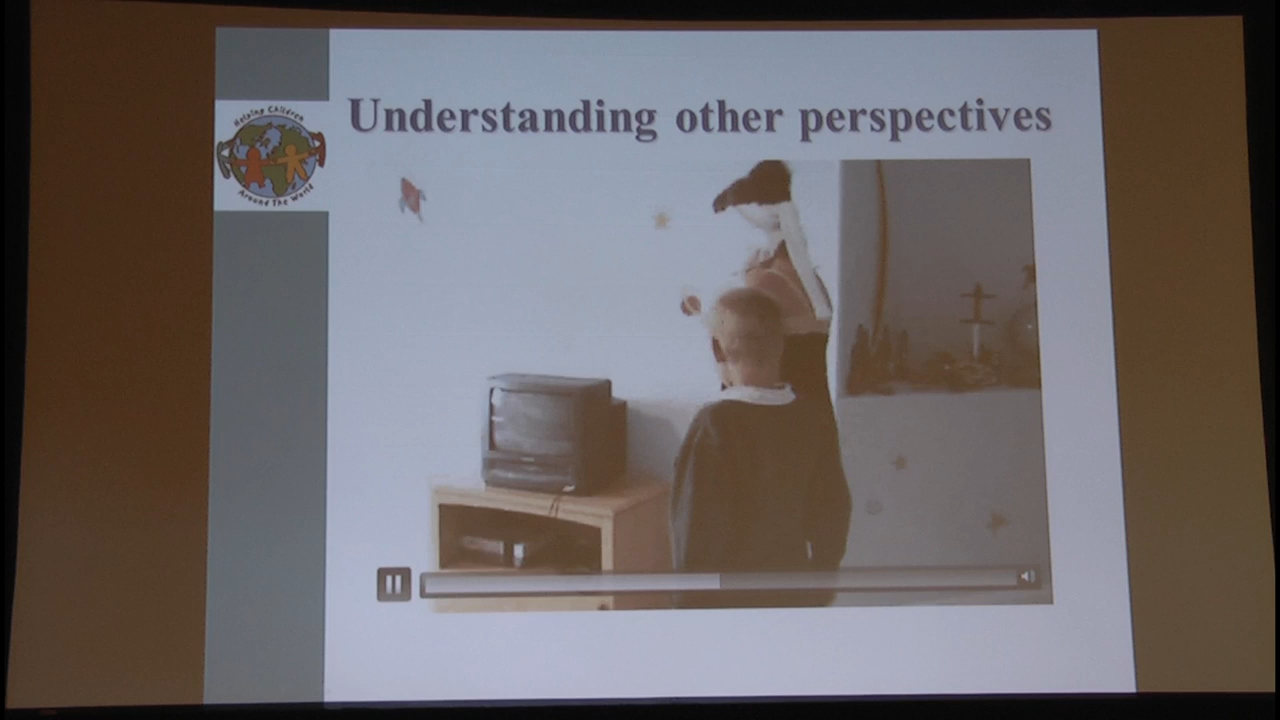 Understanding other perspectives
Helping Children
Around The World